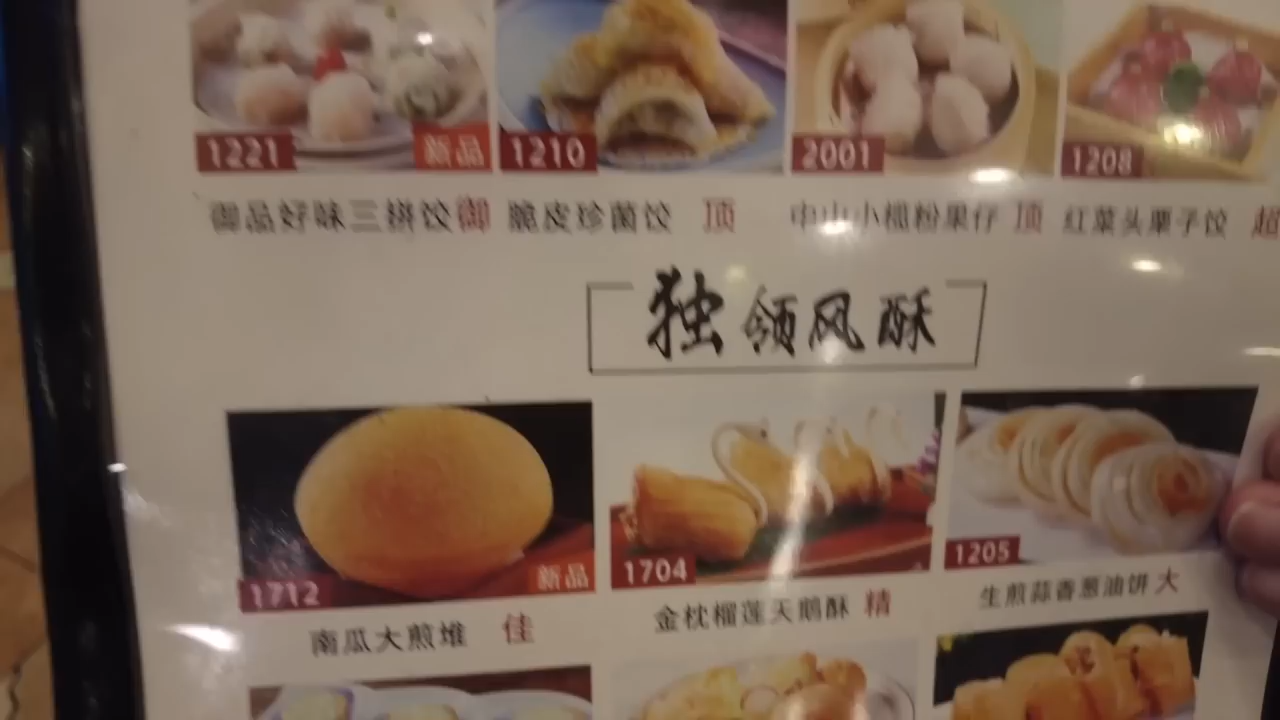 1221 新品 1210 2001 1208
御品好味三拼饺 御 脆皮珍菌饺 顶 中山小榄粉果仔 顶 红菜头粟子饺 超
独领风酥
1712 新品 1704 1205
南瓜大煎堆 佳 金枕榴莲天鹅酥 精 生煎蒜香葱油饼 大